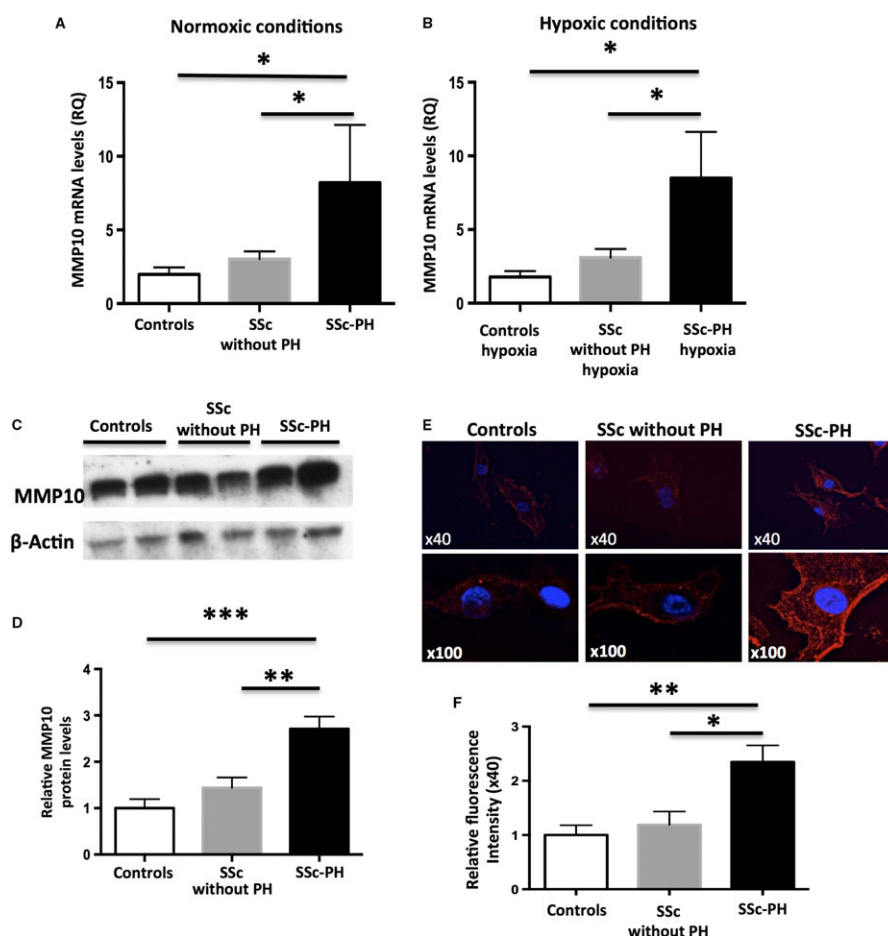 A
Normoxic conditions
*
*
MMP10 mRNA levels (RQ)
15
10
5
0
Controls
SSc
without PH
SSc-PH
B
Hypoxic conditions
*
*
MMP10 mRNA levels (RQ)
15
10
5
0
Controls
hypoxia
SSc
without PH
hypoxia
SSc-PH
hypoxia
C
Controls
SSc
without PH
SSc-PH
MMP10
β-Actin
D
***
**
Relative MMP10
protein levels
4
3
2
1
0
Controls
SSc
without PH
SSc-PH
E
Controls
SSc without PH
SSc-PH
x40
x40
x40
x100
x100
x100
F
**
*
Relative fluorescence
Intensity (x40)
3
2
1
0
Controls
SSc
without PH
SSc-PH